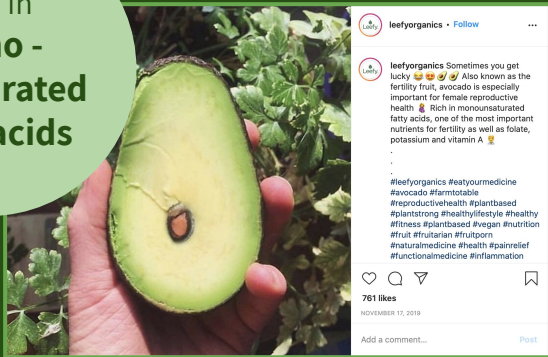 in
no -
rated
acids
leefyorganics • Follow
Leefy
leefyorganics Sometimes you get
lucky 😂😍🥑🥑 Also known as the
fertility fruit, avocado is especially
important for female reproductive
health 🤰 Rich in monounsaturated
fatty acids, one of the most important
nutrients for fertility as well as folate,
potassium and vitamin A 🏆
.
.
.
#leefyorganics #eatyourmedicine
#avocado #farmtotable
#reproductivehealth #plantbased
#plantstrong #healthylifestyle #healthy
#fitness #plantbased #vegan #nutrition
#fruit #fruitarian #fruitporn
#naturalmedicine #health #painrelief
#functionalmedicine #inflammation
761 likes
NOVEMBER 17, 2019
Add a comment... Post